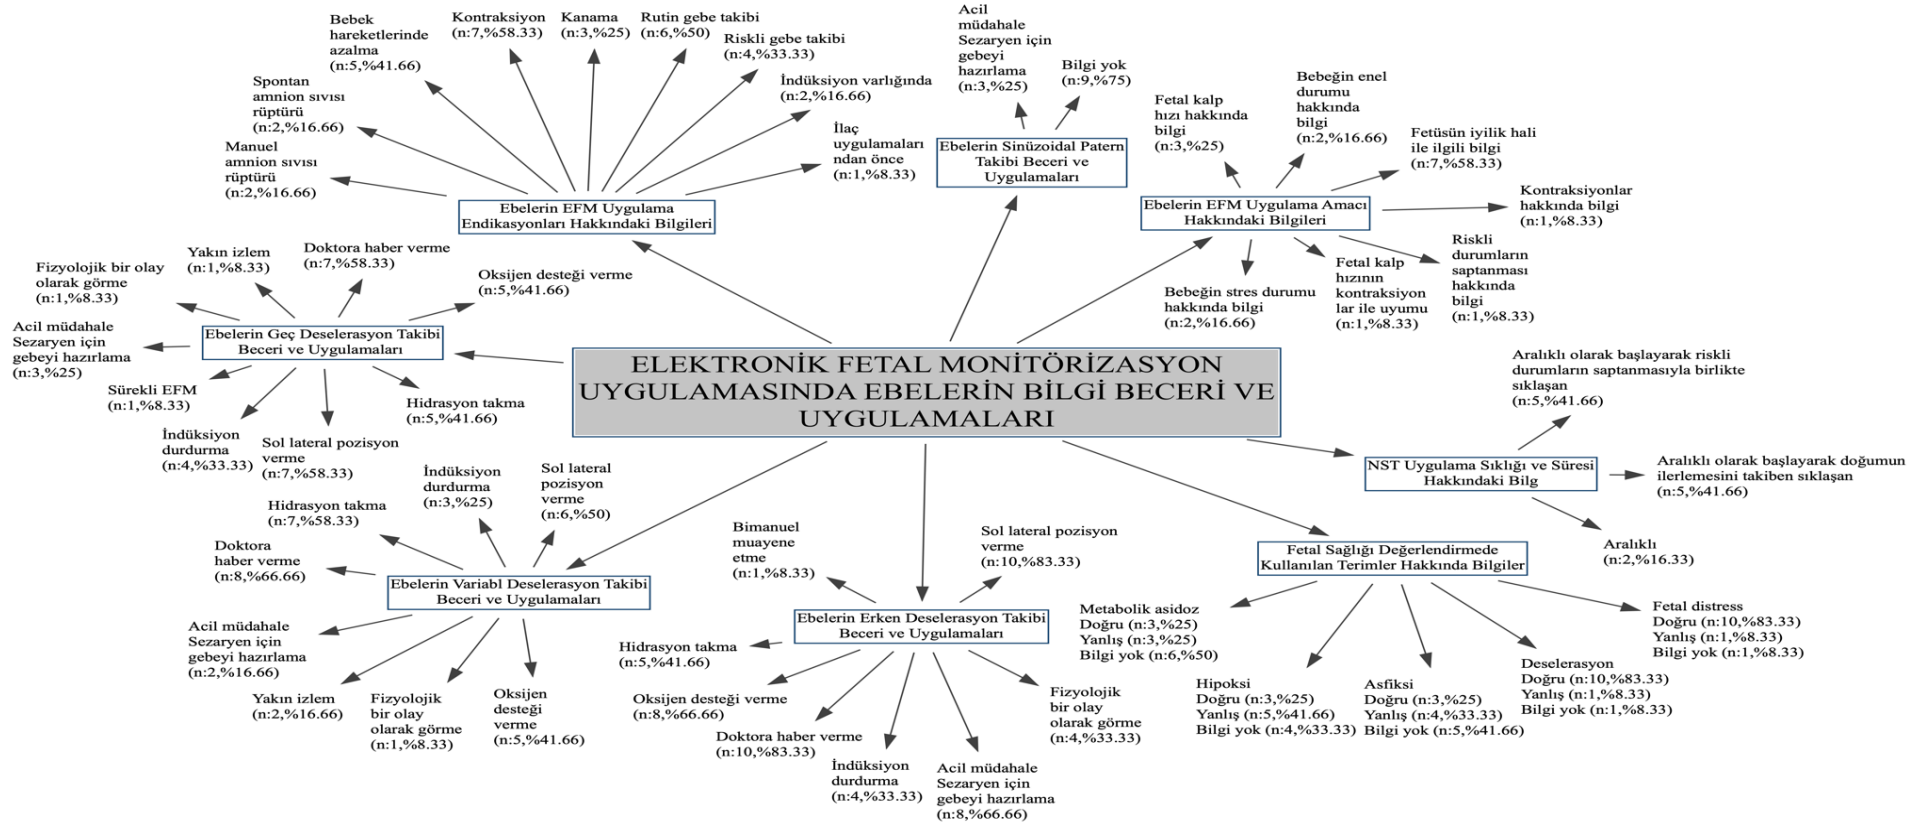 Bebek
hareketlerinde
azalma
(n:5,%41.66)
Kontraksiyon
(n:7,%58.33)
Kanama
(n:3,%25)
Rutin gebe takibi
(n:6,%50)
Riskli gebe takibi
(n:4,%33.33)
İndüksiyon varlığında
(n:2,%16.66)
İlaç
uygulamaları
ndan önce
(n:1,%8.33)
Spontan
amnion sıvısı
rüptürü
(n:2,%16.66)
Manuel
amnion sıvısı
rüptürü
(n:2,%16.66)
Ebelerin EFM Uygulama
Endikasyonları Hakkındaki Bilgileri
Acil
müdahale
Sezaryen için
gebeyi
hazırlama
(n:3,%25)
Bilgi yok
(n:9,%75)
Ebelerin Sinüzoidal Patern
Takibi Beceri ve
Uygulamaları
Fetal kalp
hızı hakkında
bilgi
(n:3,%25)
Bebeğin enel
durumu
hakkında
bilgi
(n:2,%16.66)
Fetüsün iyilik hali
ile ilgili bilgi
(n:7,%58.33)
Kontraksiyonlar
hakkında bilgi
(n:1,%8.33)
Ebelerin EFM Uygulama Amacı
Hakkındaki Bilgileri
Bebeğin stres durumu
hakkında bilgi
(n:2,%16.66)
Fetal kalp
hızının
kontraksiyon
lar ile uyumu
(n:1,%8.33)
Riskli
durumların
saptanması
hakkında
bilgi
(n:1,%8.33)
Fizyolojik bir olay
olarak görme
(n:1,%8.33)
Yakın izlem
(n:1,%8.33)
Doktora haber verme
(n:7,%58.33)
Oksijen desteği verme
(n:5,%41.66)
Ebelerin Geç Deselerasyon Takibi
Beceri ve Uygulamaları
Acil müdahale
Sezaryen için
gebeyi hazırlama
(n:3,%25)
Sürekli EFM
(n:1,%8.33)
İndüksiyon
durdurma
(n:4,%33.33)
Sol lateral pozisyon
verme
(n:7,%58.33)
Hidrasyon takma
(n:5,%41.66)
ELEKTRONİK FETAL MONİTÖRİZASYON
UYGULAMASINDA EBELERİN BİLGİ BECERİ VE
UYGULAMALARI
Aralıklı olarak başlayarak riskli
durumların saptanmasıyla birlikte
sıklaşan
(n:5,%41.66)
NST Uygulama Sıklığı ve Süresi
Hakkındaki Bilg
Aralıklı olarak başlayarak doğumun
ilerlemesini takiben sıklaşan
(n:5,%41.66)
Aralıklı
(n:2,%16.33)
Hidrasyon takma
(n:7,%58.33)
İndüksiyon
durdurma
(n:3,%25)
Sol lateral
pozisyon
verme
(n:6,%50)
Doktora
haber verme
(n:8,%66.66)
Ebelerin Variabl Deselerasyon Takibi
Beceri ve Uygulamaları
Acil müdahale
Sezaryen için
gebeyi hazırlama
(n:2,%16.66)
Yakın izlem
(n:2,%16.66)
Fizyolojik
bir olay
olarak görme
(n:1,%8.33)
Oksijen
desteği
verme
(n:5,%41.66)
Bimanuel
muayene
etme
(n:1,%8.33)
Sol lateral pozisyon
verme
(n:10,%83.33)
Ebelerin Erken Deselerasyon Takibi
Beceri ve Uygulamaları
Hidrasyon takma
(n:5,%41.66)
Oksijen desteği verme
(n:8,%66.66)
Doktora haber verme
(n:10,%83.33)
İndüksiyon
durdurma
(n:4,%33.33)
Acil müdahale
Sezaryen için
gebeyi hazırlama
(n:8,%66.66)
Fizyolojik
bir olay
olarak görme
(n:4,%33.33)
Fetal Sağlığı Değerlendirmede
Kullanılan Terimler Hakkında Bilgiler
Metabolik asidoz
Doğru (n:3,%25)
Yanlış (n:3,%25)
Bilgi yok (n:6,%50)
Hipoksi
Doğru (n:3,%25)
Yanlış (n:5,%41.66)
Bilgi yok (n:4,%33.33)
Asfiksi
Doğru (n:3,%25)
Yanlış (n:4,%33.33)
Bilgi yok (n:5,%41.66)
Deselerasyon
Doğru (n:10,%83.33)
Yanlış (n:1,%8.33)
Bilgi yok (n:1,%8.33)
Fetal distress
Doğru (n:10,%83.33)
Yanlış (n:1,%8.33)
Bilgi yok (n:1,%8.33)